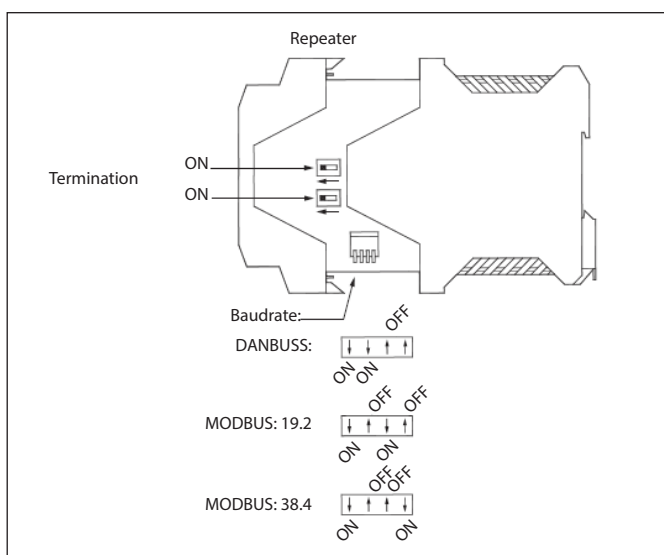 Repeater
ON
Termination
ON
Baudrate:
OFF
DANBUSS:
ON ON
OFF OFF
MODBUS: 19.2
ON ON
OFF OFF
MODBUS: 38.4
ON ON